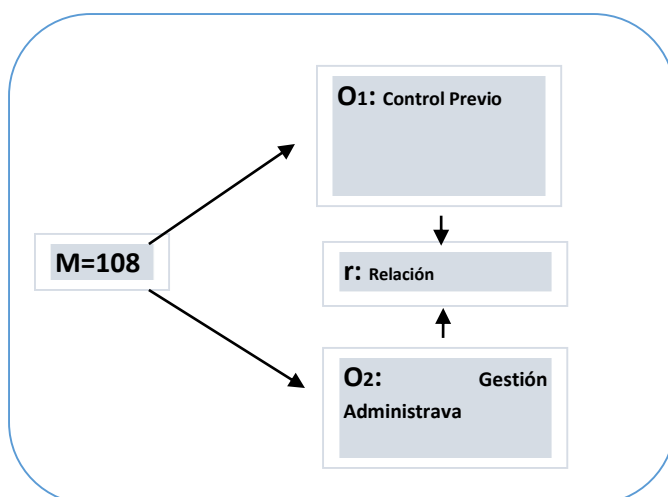 O1: Control Previo
M=108
r: Relación
O2: Gestión
Administrava